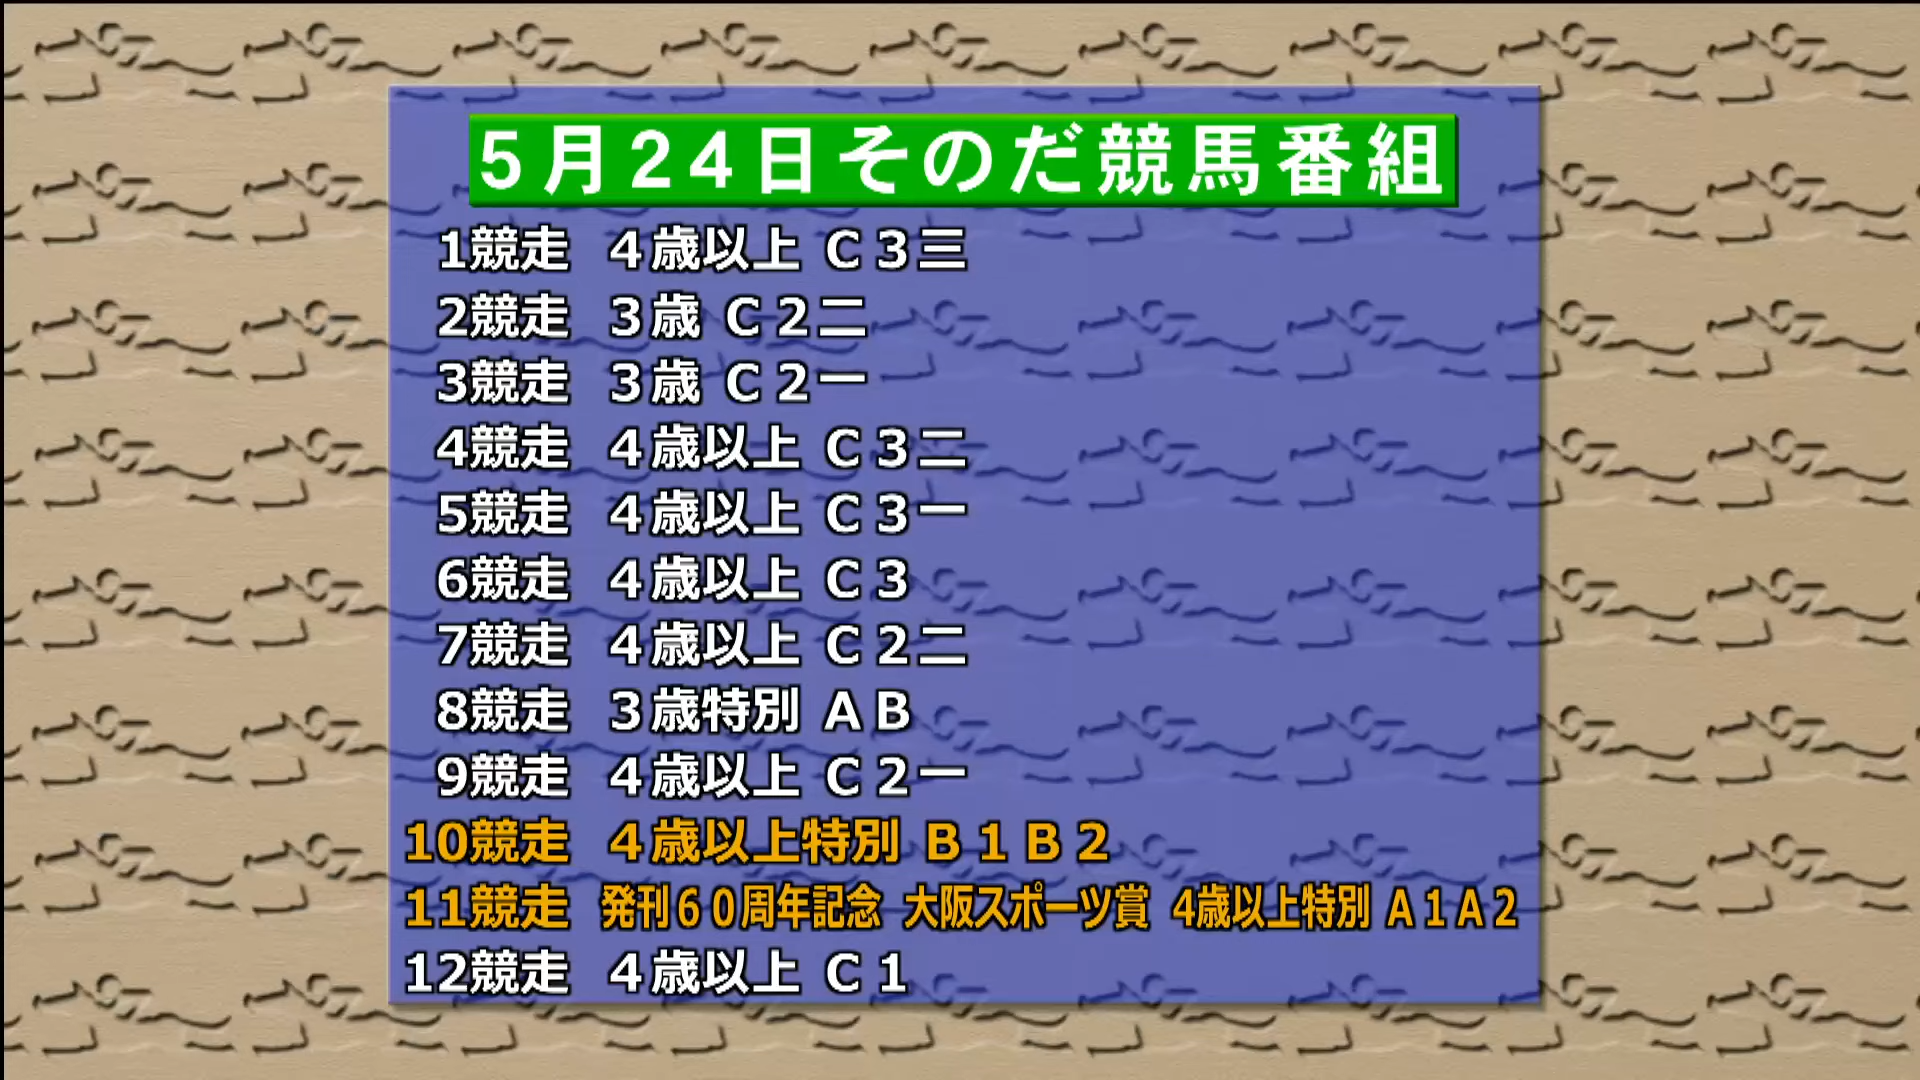 5月24日そのだ競馬番組
1競走 4歳以上 C3三
2競走 3歳 C2二
3競走 3歳 C2一
4競走 4歳以上 C3二
5競走 4歳以上 C3一
6競走 4歳以上 C3
7競走 4歳以上 C2二
8競走 3歳特別 AB
9競走 4歳以上 C2一
10競走 4歳以上特別 B1B2
11競走 発刊60周年記念 大阪スポーツ賞 4歳以上特別 A1A2
12競走 4歳以上 C1